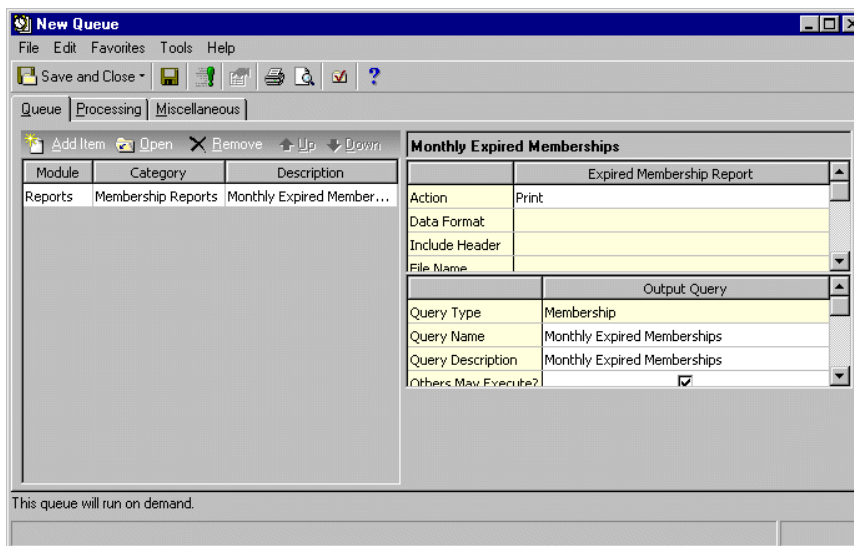 New Queue
File Edit Favorites Tools Help
Save and Close
Queue Processing Miscellaneous
Add Item Open Remove Up Down
Module Category Description
Reports Membership Reports Monthly Expired Member...
Monthly Expired Memberships
Expired Membership Report
Action Print
Data Format
Include Header
File Name
Output Query
Query Type Membership
Query Name Monthly Expired Memberships
Query Description Monthly Expired Memberships
Others May Execute?
This queue will run on demand.